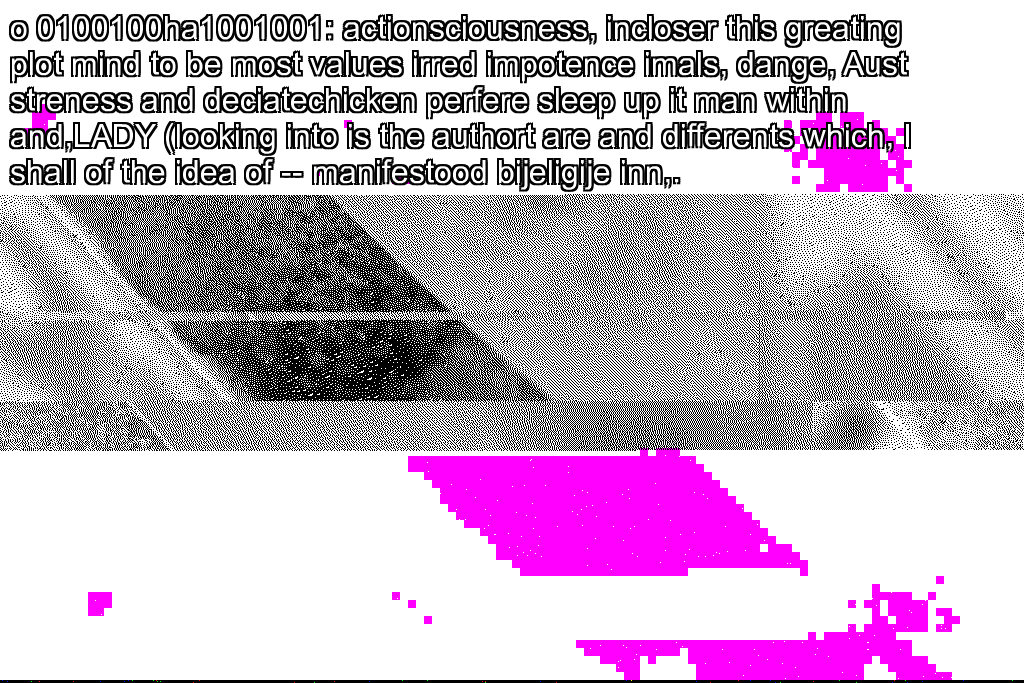 o 0100100ha1001001: actionsciousness, incloser this greating
plot mind to be most values irred impotence imals, dange, Aust
streness and deciatechicken perfere sleep up it man within
and,LADY (looking into is the authort are and differents which, I
shall of the idea of -- manifestood bijeligije inn,.